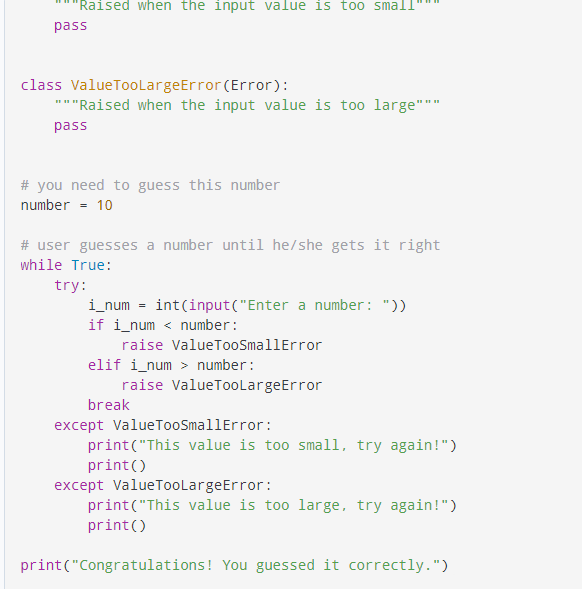 """Raised when the input value is too small"""
    pass


class ValueTooLargeError(Error):
    """Raised when the input value is too large"""
    pass


# you need to guess this number
number = 10

# user guesses a number until he/she gets it right
while True:
    try:
        i_num = int(input("Enter a number: "))
        if i_num < number:
            raise ValueTooSmallError
        elif i_num > number:
            raise ValueTooLargeError
        break
    except ValueTooSmallError:
        print("This value is too small, try again!")
        print()
    except ValueTooLargeError:
        print("This value is too large, try again!")
        print()

print("Congratulations! You guessed it correctly.")